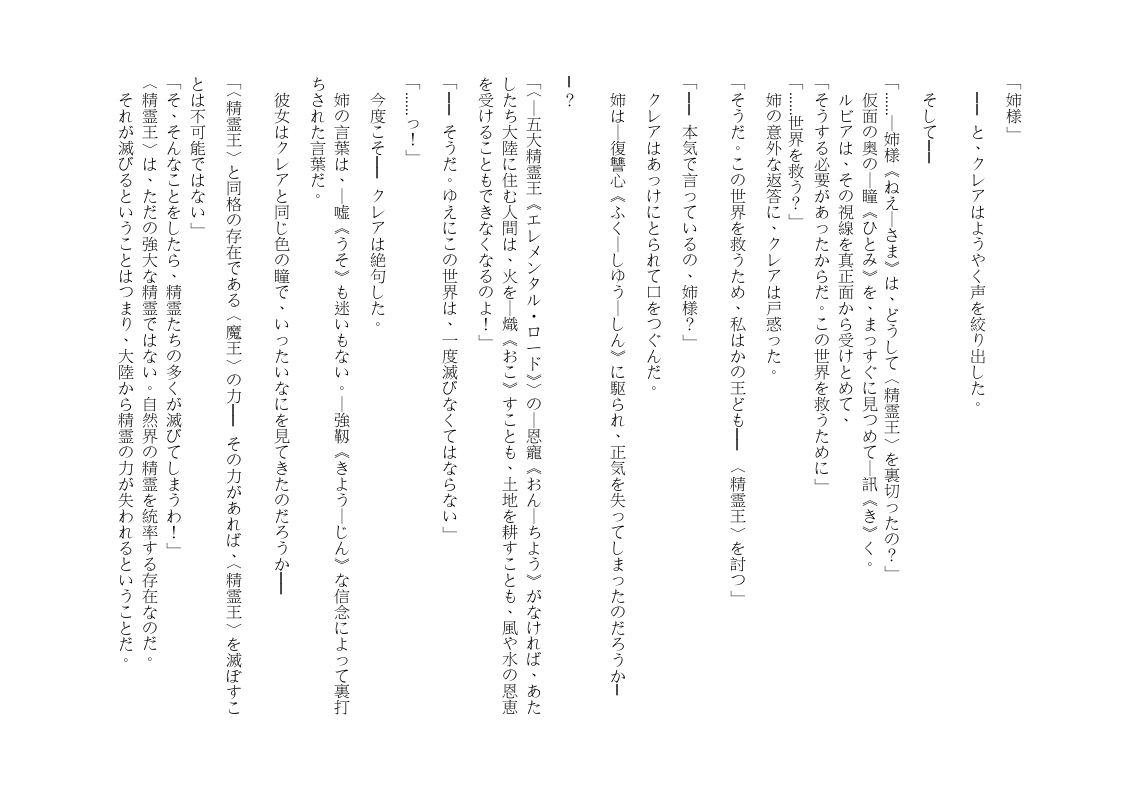 「姉様」
━━ と、クレアはようやく声を絞り出した。
そして━━
「……―姉様《ねえ―さま》は、どうして〈精霊王〉を裏切ったの？」
仮面の奥の―瞳《ひとみ》を、まっすぐに見つめて―訊《き》く。
ルビアは、その視線を真正面から受けとめて、
「そうする必要があったからだ。この世界を救うために」
「……世界を救う？」
姉の意外な返答に、クレアは戸惑った。
「そうだ。この世界を救うため、私はかの王ども━━ 〈精霊王〉を討つ」
「━━ 本気で言っているの、姉様？」
クレアはあっけにとられて口をつぐんだ。
姉は―復讐心《ふく―しゆう―しん》に駆られ、正気を失ってしまったのだろうか━
━？
「〈―五大精霊王《エレメンタル・ロード》〉の―恩寵《おん―ちよう》がなければ、あた
したち大陸に住む人間は、火を―熾《おこ》すことも、土地を耕すことも、風や水の恩恵
を受けることもできなくなるのよ！」
「━━ そうだ。ゆえにこの世界は、一度滅びなくてはならない」
「……っ！」
今度こそ━━ クレアは絶句した。
姉の言葉は、―嘘《うそ》も迷いもない。―強靱《きよう―じん》な信念によって裏打
ちされた言葉だ。
彼女はクレアと同じ色の瞳で、いったいなにを見てきたのだろうか━━
「〈精霊王〉と同格の存在である〈魔王〉の力━━ その力があれば、〈精霊王〉を滅ぼすこ
とは不可能ではない」
「そ、そんなことをしたら、精霊たちの多くが滅びてしまうわ！」
〈精霊王〉は、ただの強大な精霊ではない。自然界の精霊を統率する存在なのだ。
それが滅びるということはつまり、大陸から精霊の力が失われるということだ。